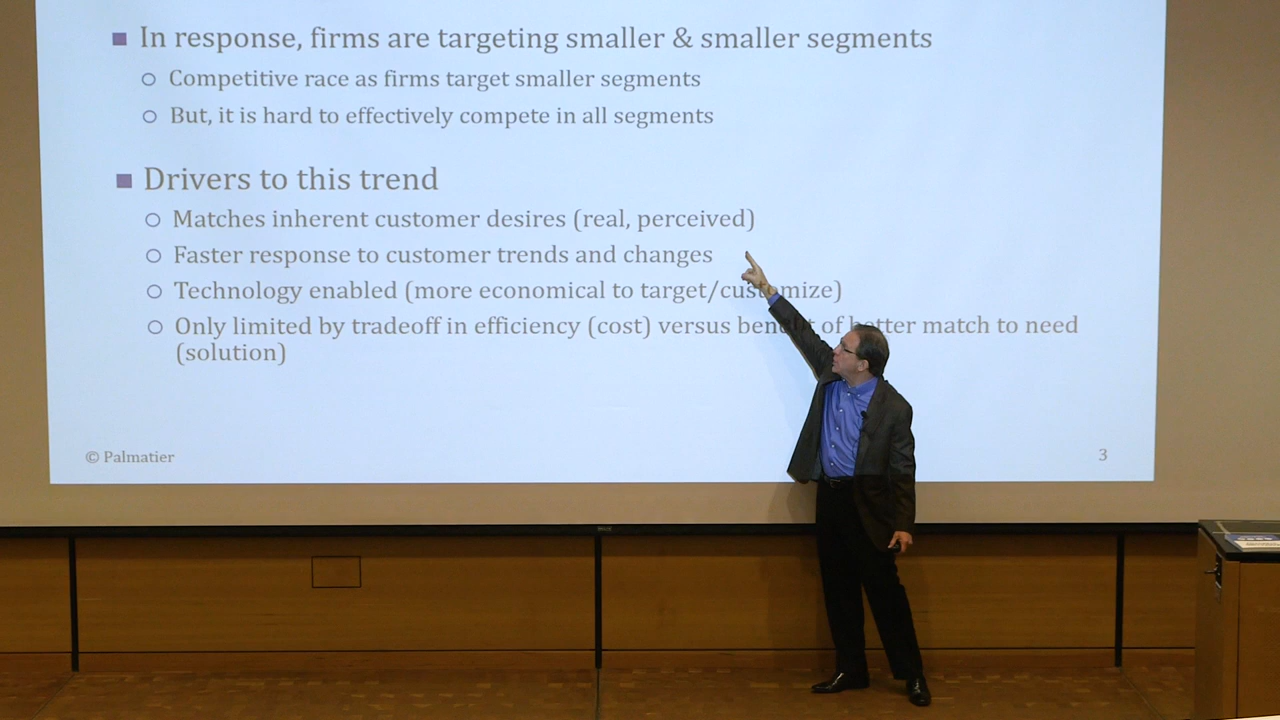 In response, firms are targeting smaller & smaller segments
Competitive race as firms target smaller segments
But, it is hard to effectively compete in all segments
Drivers to this trend
Matches inherent customer desires (real, perceived)
Faster response to customer trends and changes
Technology enabled (more economical to target/customize)
Only limited by tradeoff in efficiency (cost) versus benefit of better match to need
(solution)
© Palmatier
3